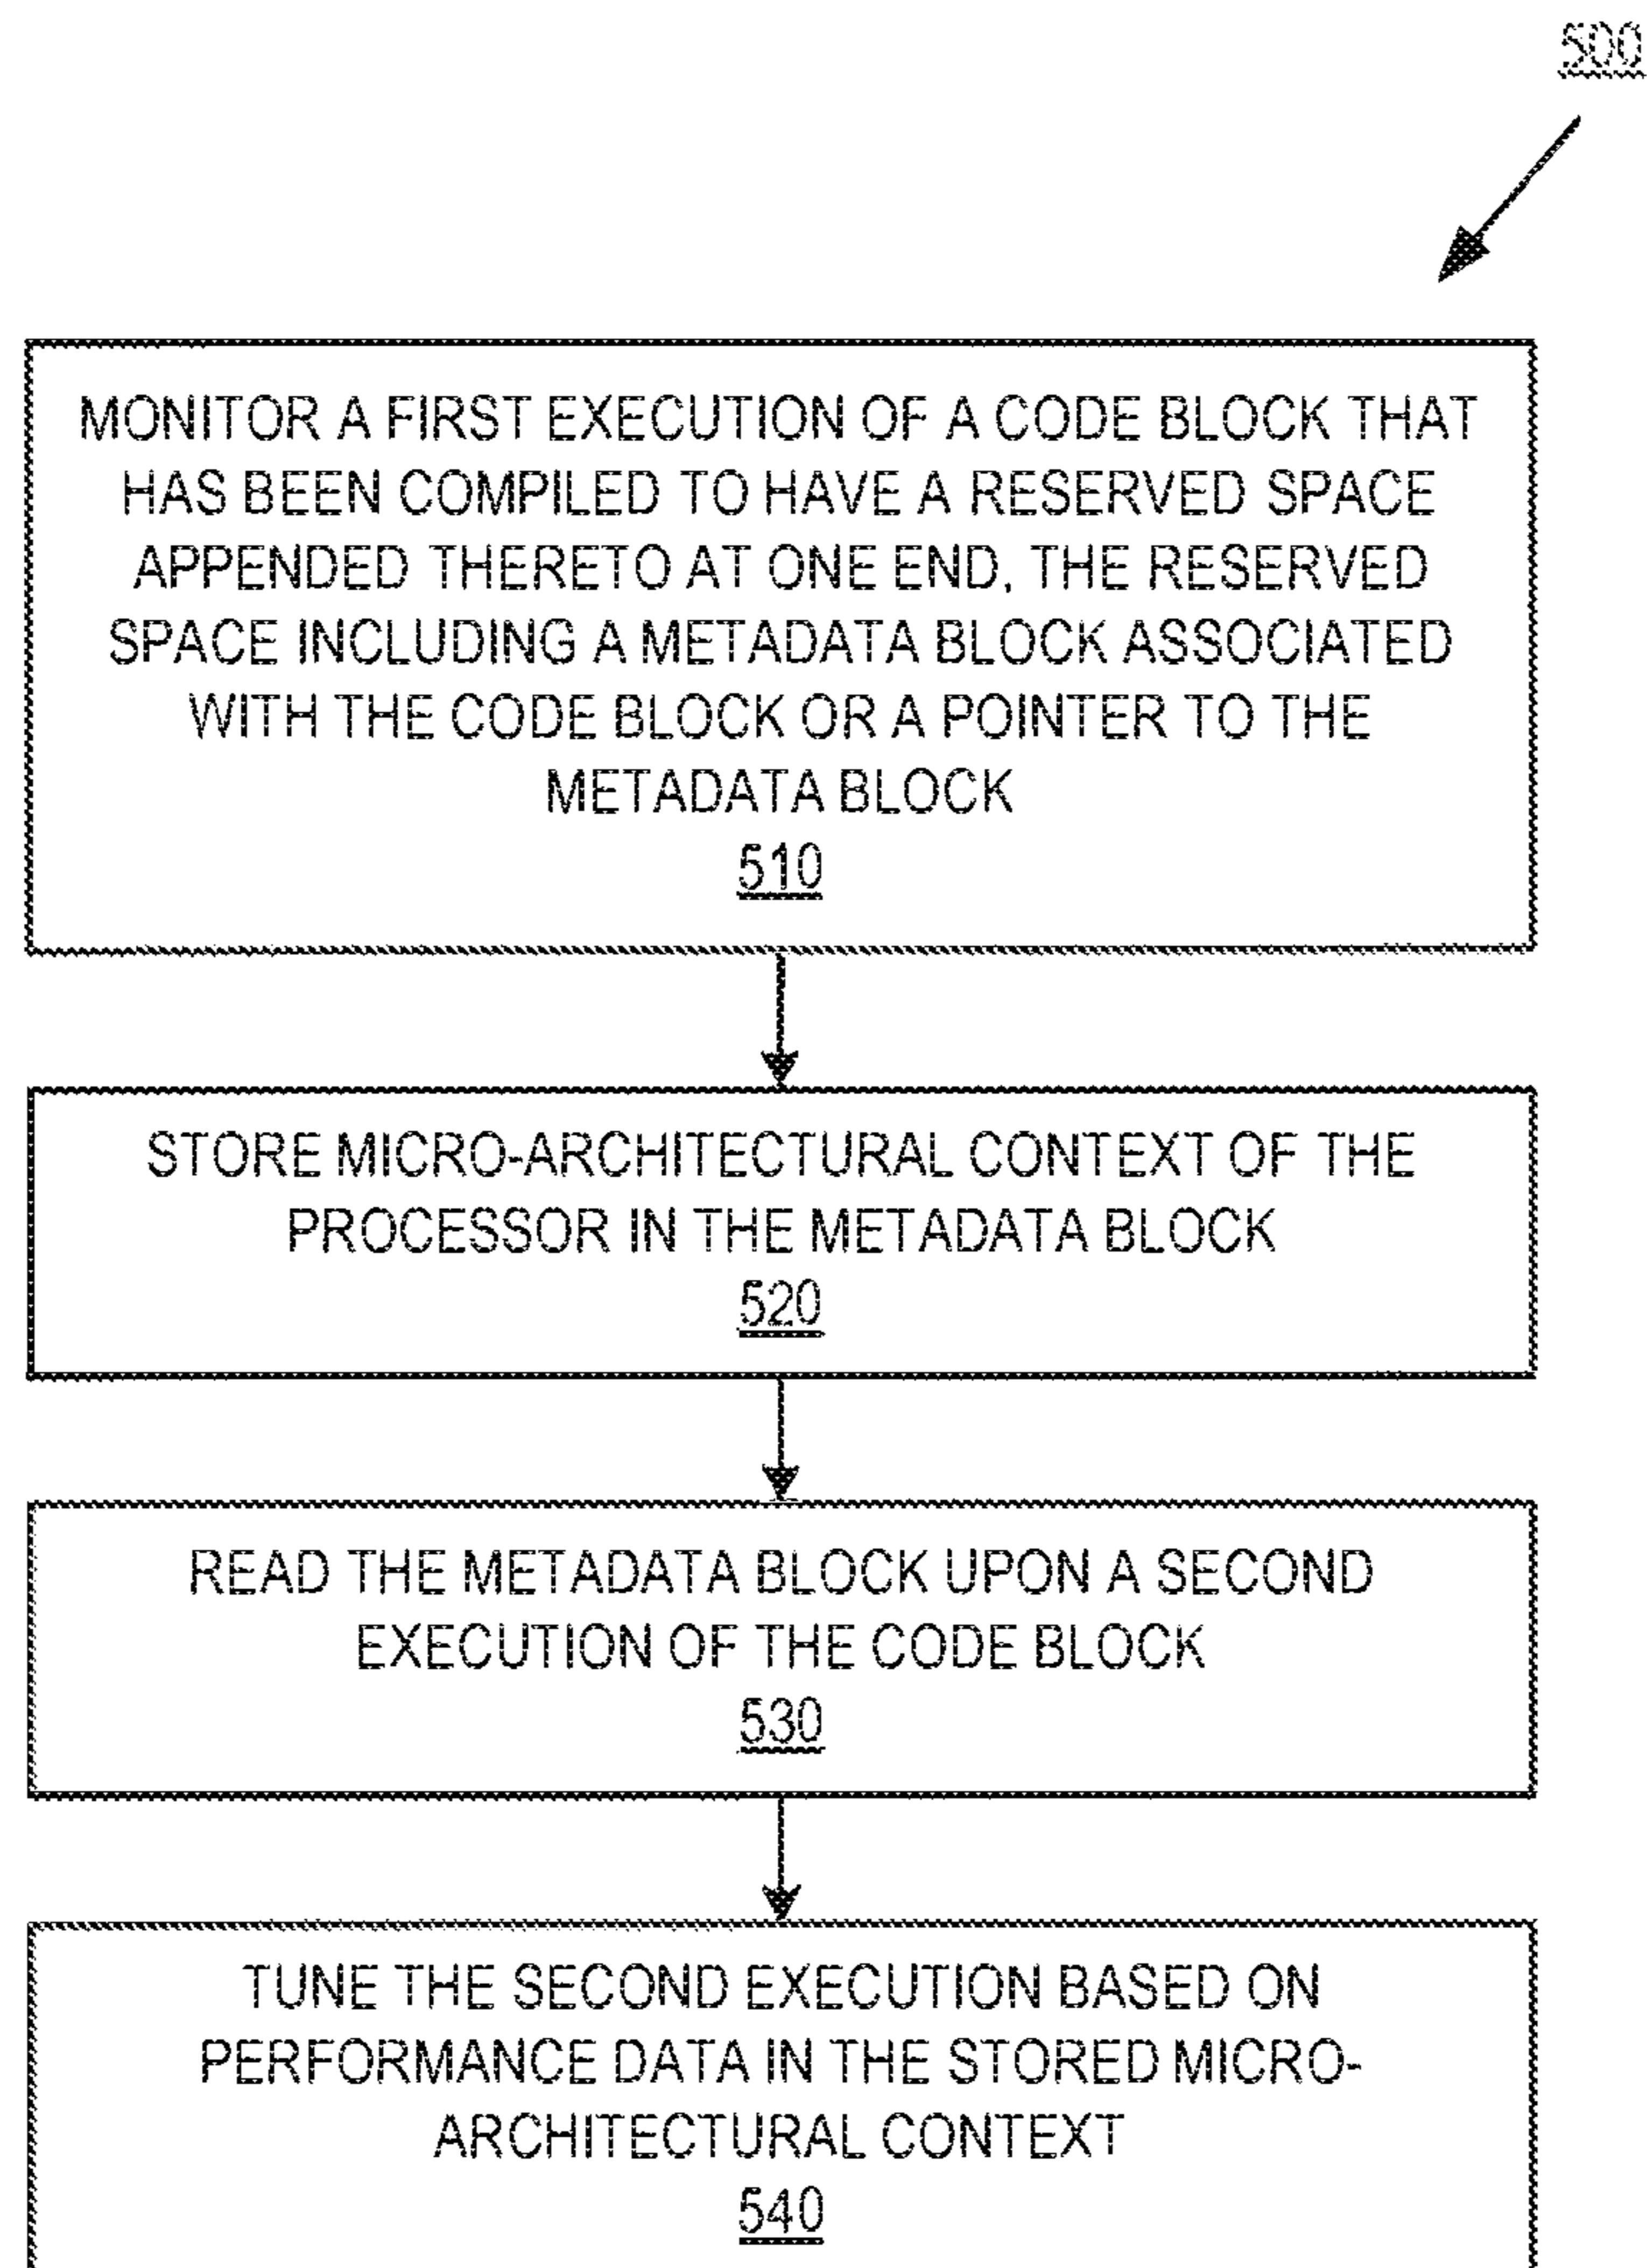 500
MONITOR A FIRST EXECUTION OF A CODE BLOCK THAT
HAS BEEN COMPILED TO HAVE A RESERVED SPACE
APPENDED THERETO AT ONE END, THE RESERVED
SPACE INCLUDING A METADATA BLOCK ASSOCIATED
WITH THE CODE BLOCK OR A POINTER TO THE
METADATA BLOCK
510
STORE MICRO-ARCHITECTURAL CONTEXT OF THE
PROCESSOR IN THE METADATA BLOCK
520
READ THE METADATA BLOCK UPON A SECOND
EXECUTION OF THE CODE BLOCK
530
TUNE THE SECOND EXECUTION BASED ON
PERFORMANCE DATA IN THE STORED MICRO-
ARCHITECTURAL CONTEXT
540